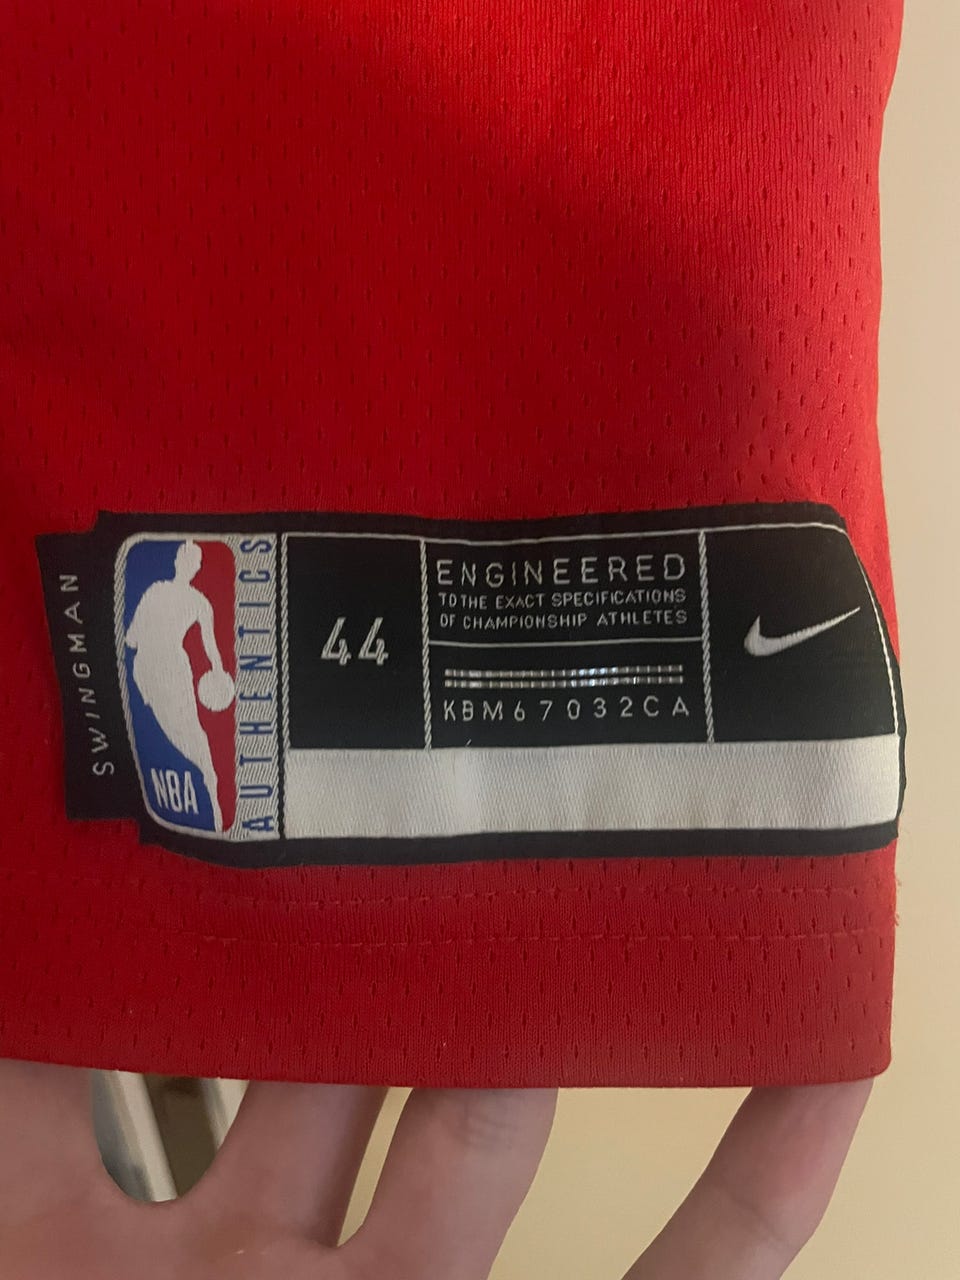 SWINGMAN
NBA
AUTHENTICS
44
ENGINEERED
TO THE EXACT SPECIFICATIONS
OF CHAMPIONSHIP ATHLETES
KBM67032CA